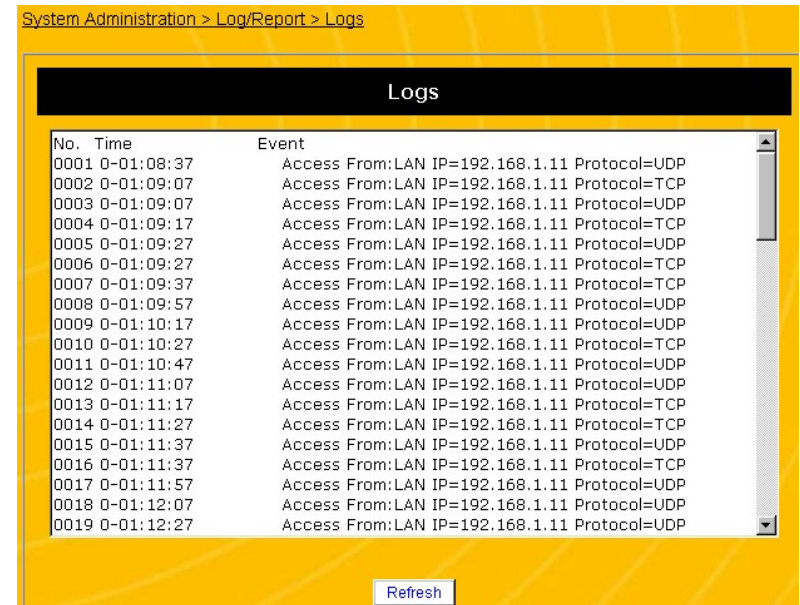 System Administration > Log/Report > Logs
Logs
No. Time Event
0001 0-01:08:37 Access From:LAN IP=192.168.1.11 Protocol=UDP
0002 0-01:09:07 Access From:LAN IP=192.168.1.11 Protocol=TCP
0003 0-01:09:07 Access From:LAN IP=192.168.1.11 Protocol=UDP
0004 0-01:09:17 Access From:LAN IP=192.168.1.11 Protocol=TCP
0005 0-01:09:27 Access From:LAN IP=192.168.1.11 Protocol=UDP
0006 0-01:09:27 Access From:LAN IP=192.168.1.11 Protocol=TCP
0007 0-01:09:37 Access From:LAN IP=192.168.1.11 Protocol=TCP
0008 0-01:09:57 Access From:LAN IP=192.168.1.11 Protocol=UDP
0009 0-01:10:17 Access From:LAN IP=192.168.1.11 Protocol=UDP
0010 0-01:10:27 Access From:LAN IP=192.168.1.11 Protocol=TCP
0011 0-01:10:47 Access From:LAN IP=192.168.1.11 Protocol=UDP
0012 0-01:11:07 Access From:LAN IP=192.168.1.11 Protocol=UDP
0013 0-01:11:17 Access From:LAN IP=192.168.1.11 Protocol=TCP
0014 0-01:11:27 Access From:LAN IP=192.168.1.11 Protocol=TCP
0015 0-01:11:37 Access From:LAN IP=192.168.1.11 Protocol=UDP
0016 0-01:11:37 Access From:LAN IP=192.168.1.11 Protocol=TCP
0017 0-01:11:57 Access From:LAN IP=192.168.1.11 Protocol=UDP
0018 0-01:12:07 Access From:LAN IP=192.168.1.11 Protocol=UDP
0019 0-01:12:27 Access From:LAN IP=192.168.1.11 Protocol=UDP
Refresh